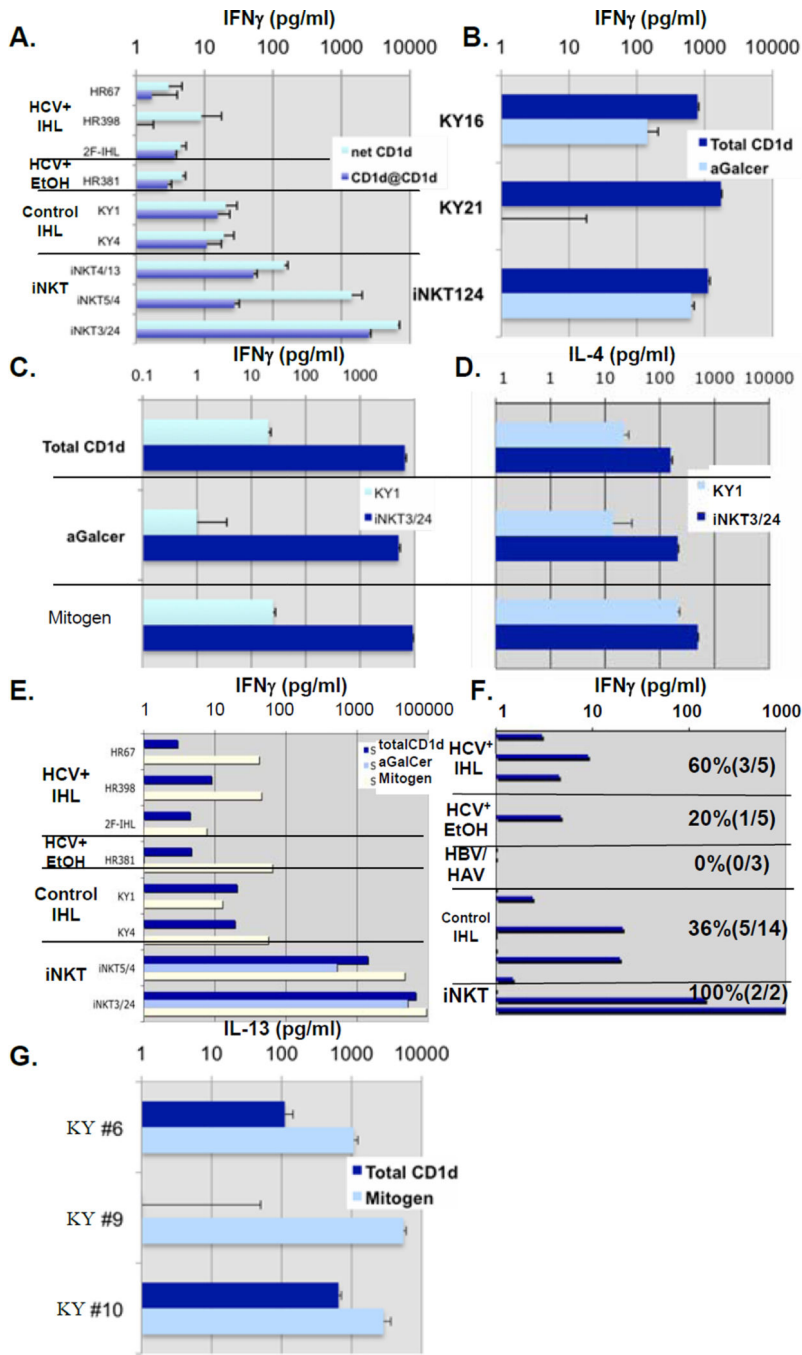 IFNγ (pg/ml)
A.
1 10 100 1000 10000
HCV+
IHL
HR67
HR398
2F-IHL
HCV+
EtOH
HR381
Control
IHL
KY1
KY4
iNKT
iNKT4/13
iNKT5/4
iNKT3/24
net CD1d
CD1d@CD1d
IFNγ (pg/ml)
B.
1 10 100 1000 10000
KY16
KY21
iNKT124
Total CD1d
aGalcer
IFNγ (pg/ml)
C.
0.1 1 10 100 1000
Total CD1d
aGalcer
Mitogen
KY1
iNKT3/24
IL-4 (pg/ml)
D.
1 1 10 100 1000 10000
KY1
iNKT3/24
IFNγ (pg/ml)
E.
1 10 100 1000 100000
HCV+
IHL
HR67
HR398
2F-IHL
HCV+
EtOH
HR381
Control
IHL
KY1
KY4
iNKT
iNKT5/4
iNKT3/24
totalCD1d
aGalCer
Mitogen
IFNγ (pg/ml)
F.
1 10 100 1000
HCV+
IHL
60%(3/5)
HCV+
EtOH
20%(1/5)
HBV/
HAV
0%(0/3)
Control
IHL
36%(5/14)
iNKT
100%(2/2)
IL-13 (pg/ml)
G.
1 10 100 1000 10000
KY #6
KY #9
KY #10
Total CD1d
Mitogen